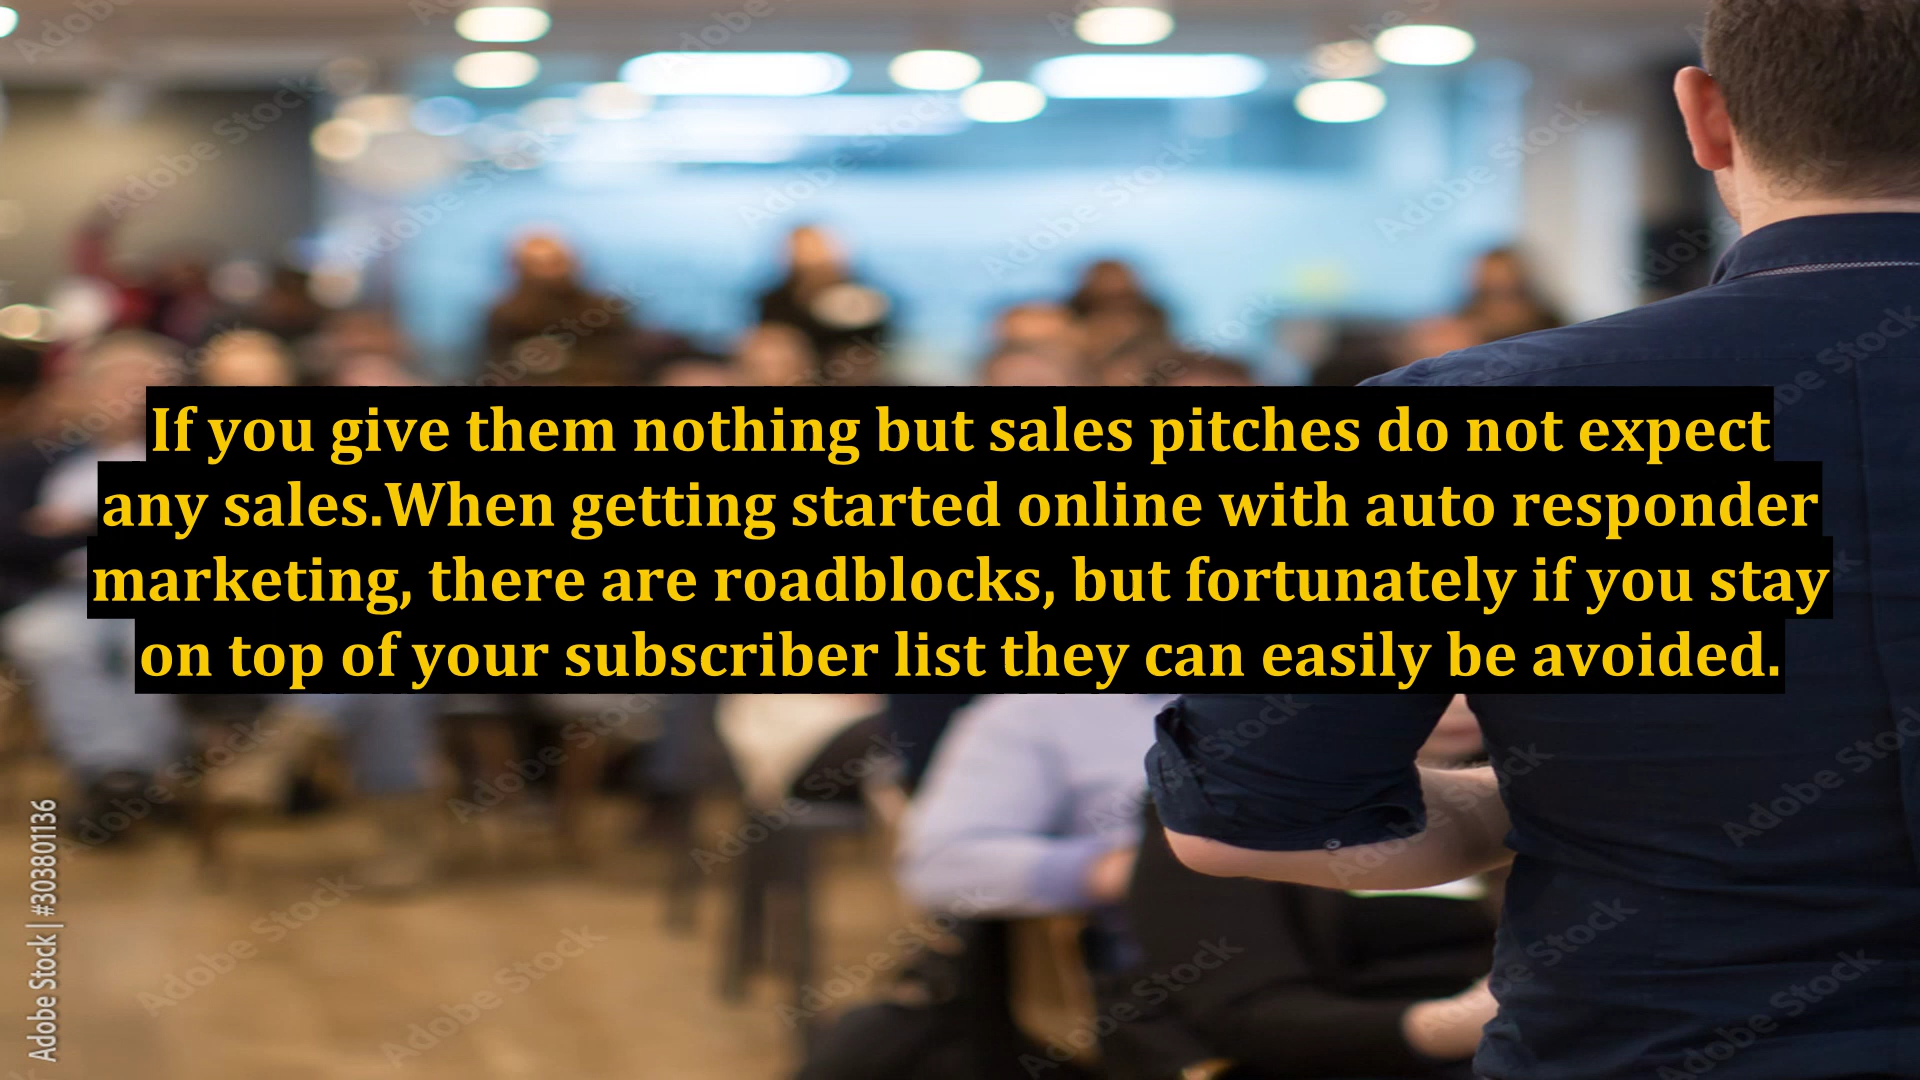 If you give them nothing but sales pitches do not expect
any sales.When getting started online with auto responder
marketing, there are roadblocks, but fortunately if you stay
on top of your subscriber list they can easily be avoided.
Adobe Stock | #303801136
Adobe Stock